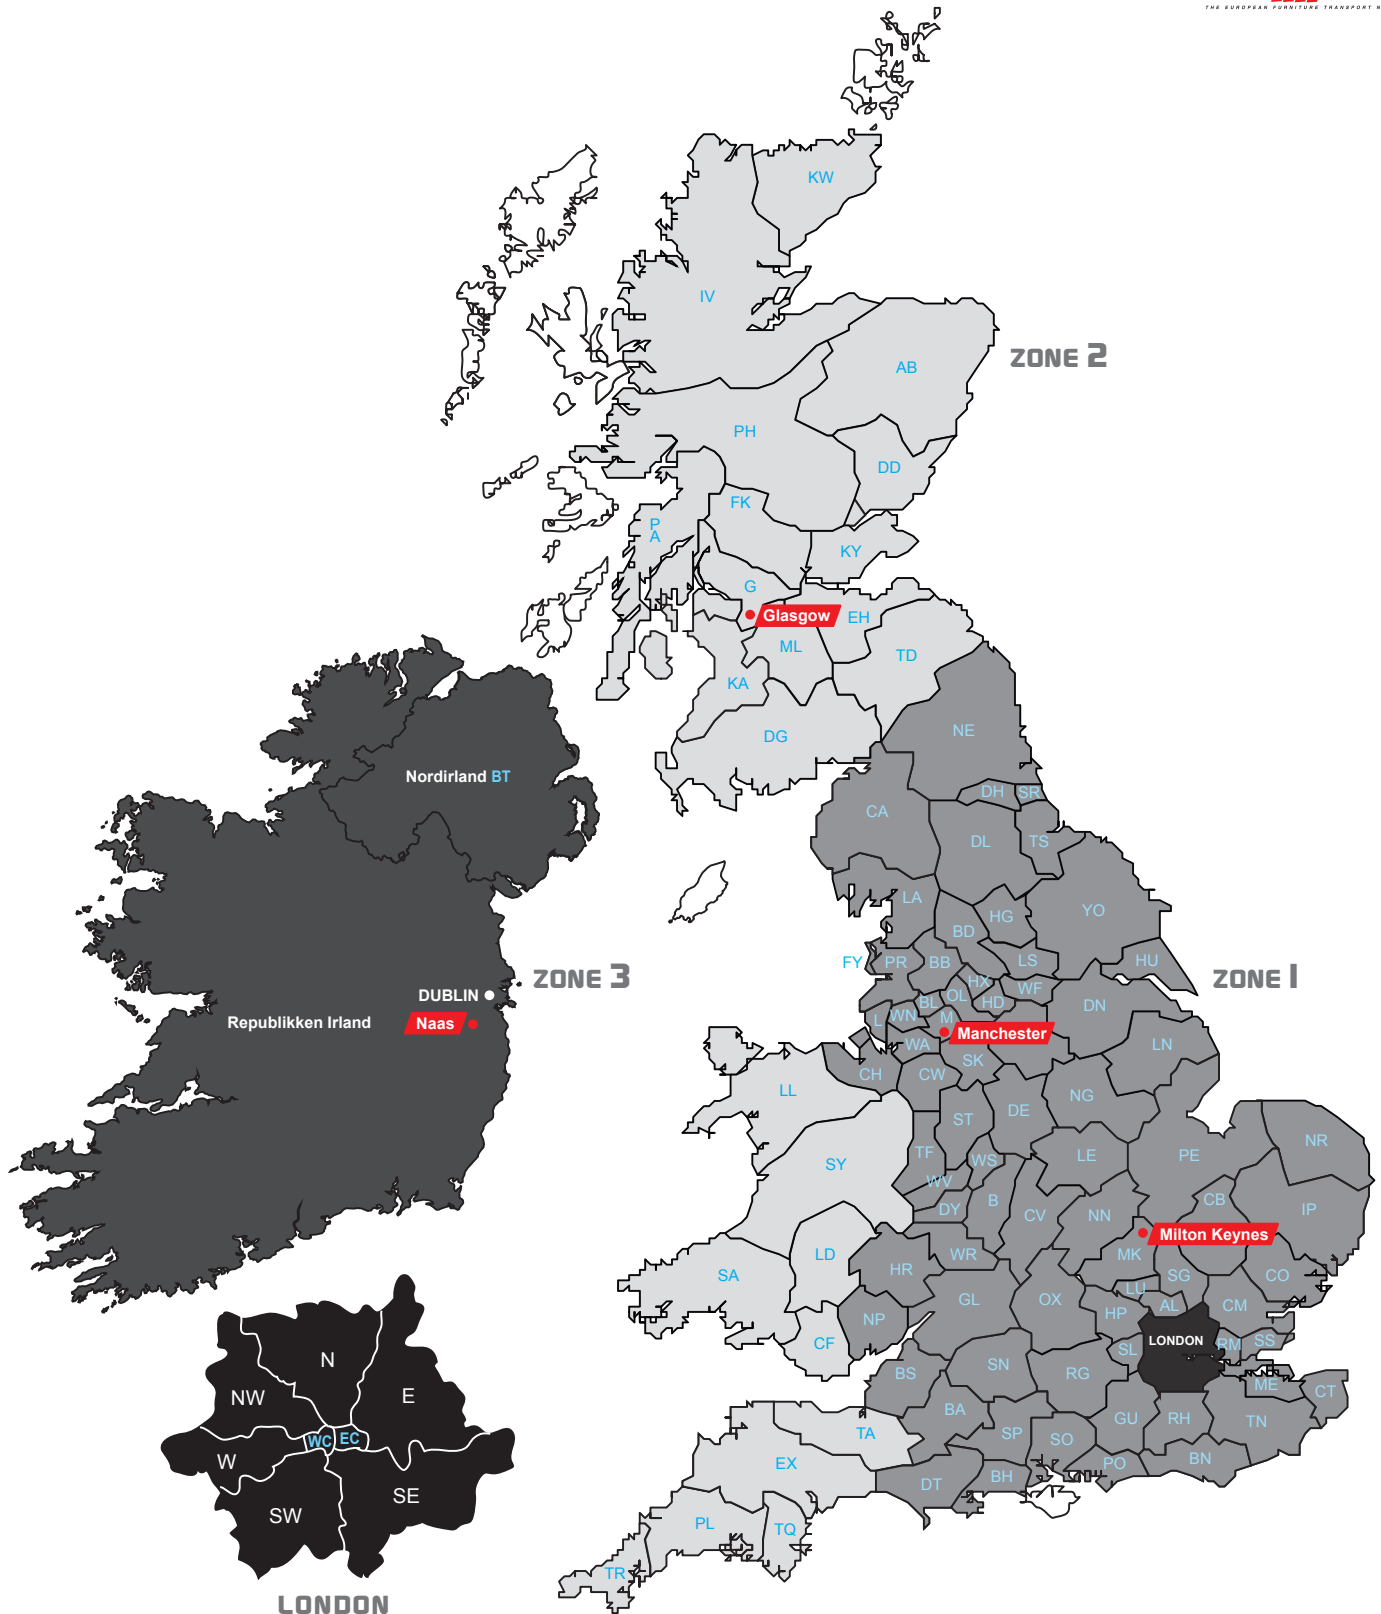 THE EUROPEAN FURNITURE TRANSPORT
KW
IV
ZONE 2
AB
PH
DD
FK
P
A
KY
G
Glasgow
EH
ML
TD
KA
DG
NE
Nordirland BT
DH
SR
CA
DL
TS
LA
HG
YO
BD
FY
PR
BB
LS
HU
ZONE 3
ZONE 1
HX
WF
DUBLIN
BL
OL
HD
DN
Republikken Irland
Naas
L
WN
M
Manchester
WA
SK
LN
CH
CW
LL
NG
ST
DE
NR
TF
WS
LE
PE
SY
WV
B
CB
DY
CV
NN
IP
Milton Keynes
LD
WR
MK
SA
HR
SG
CO
LU
GL
OX
HP
AL
CM
NP
CF
LONDON
SL
RM
SS
N
SN
BS
RG
ME
CT
NW
E
BA
GU
RH
TN
TA
SP
SO
WC
EC
W
EX
PO
BN
DT
BH
SE
SW
PL
TQ
TR
LONDON